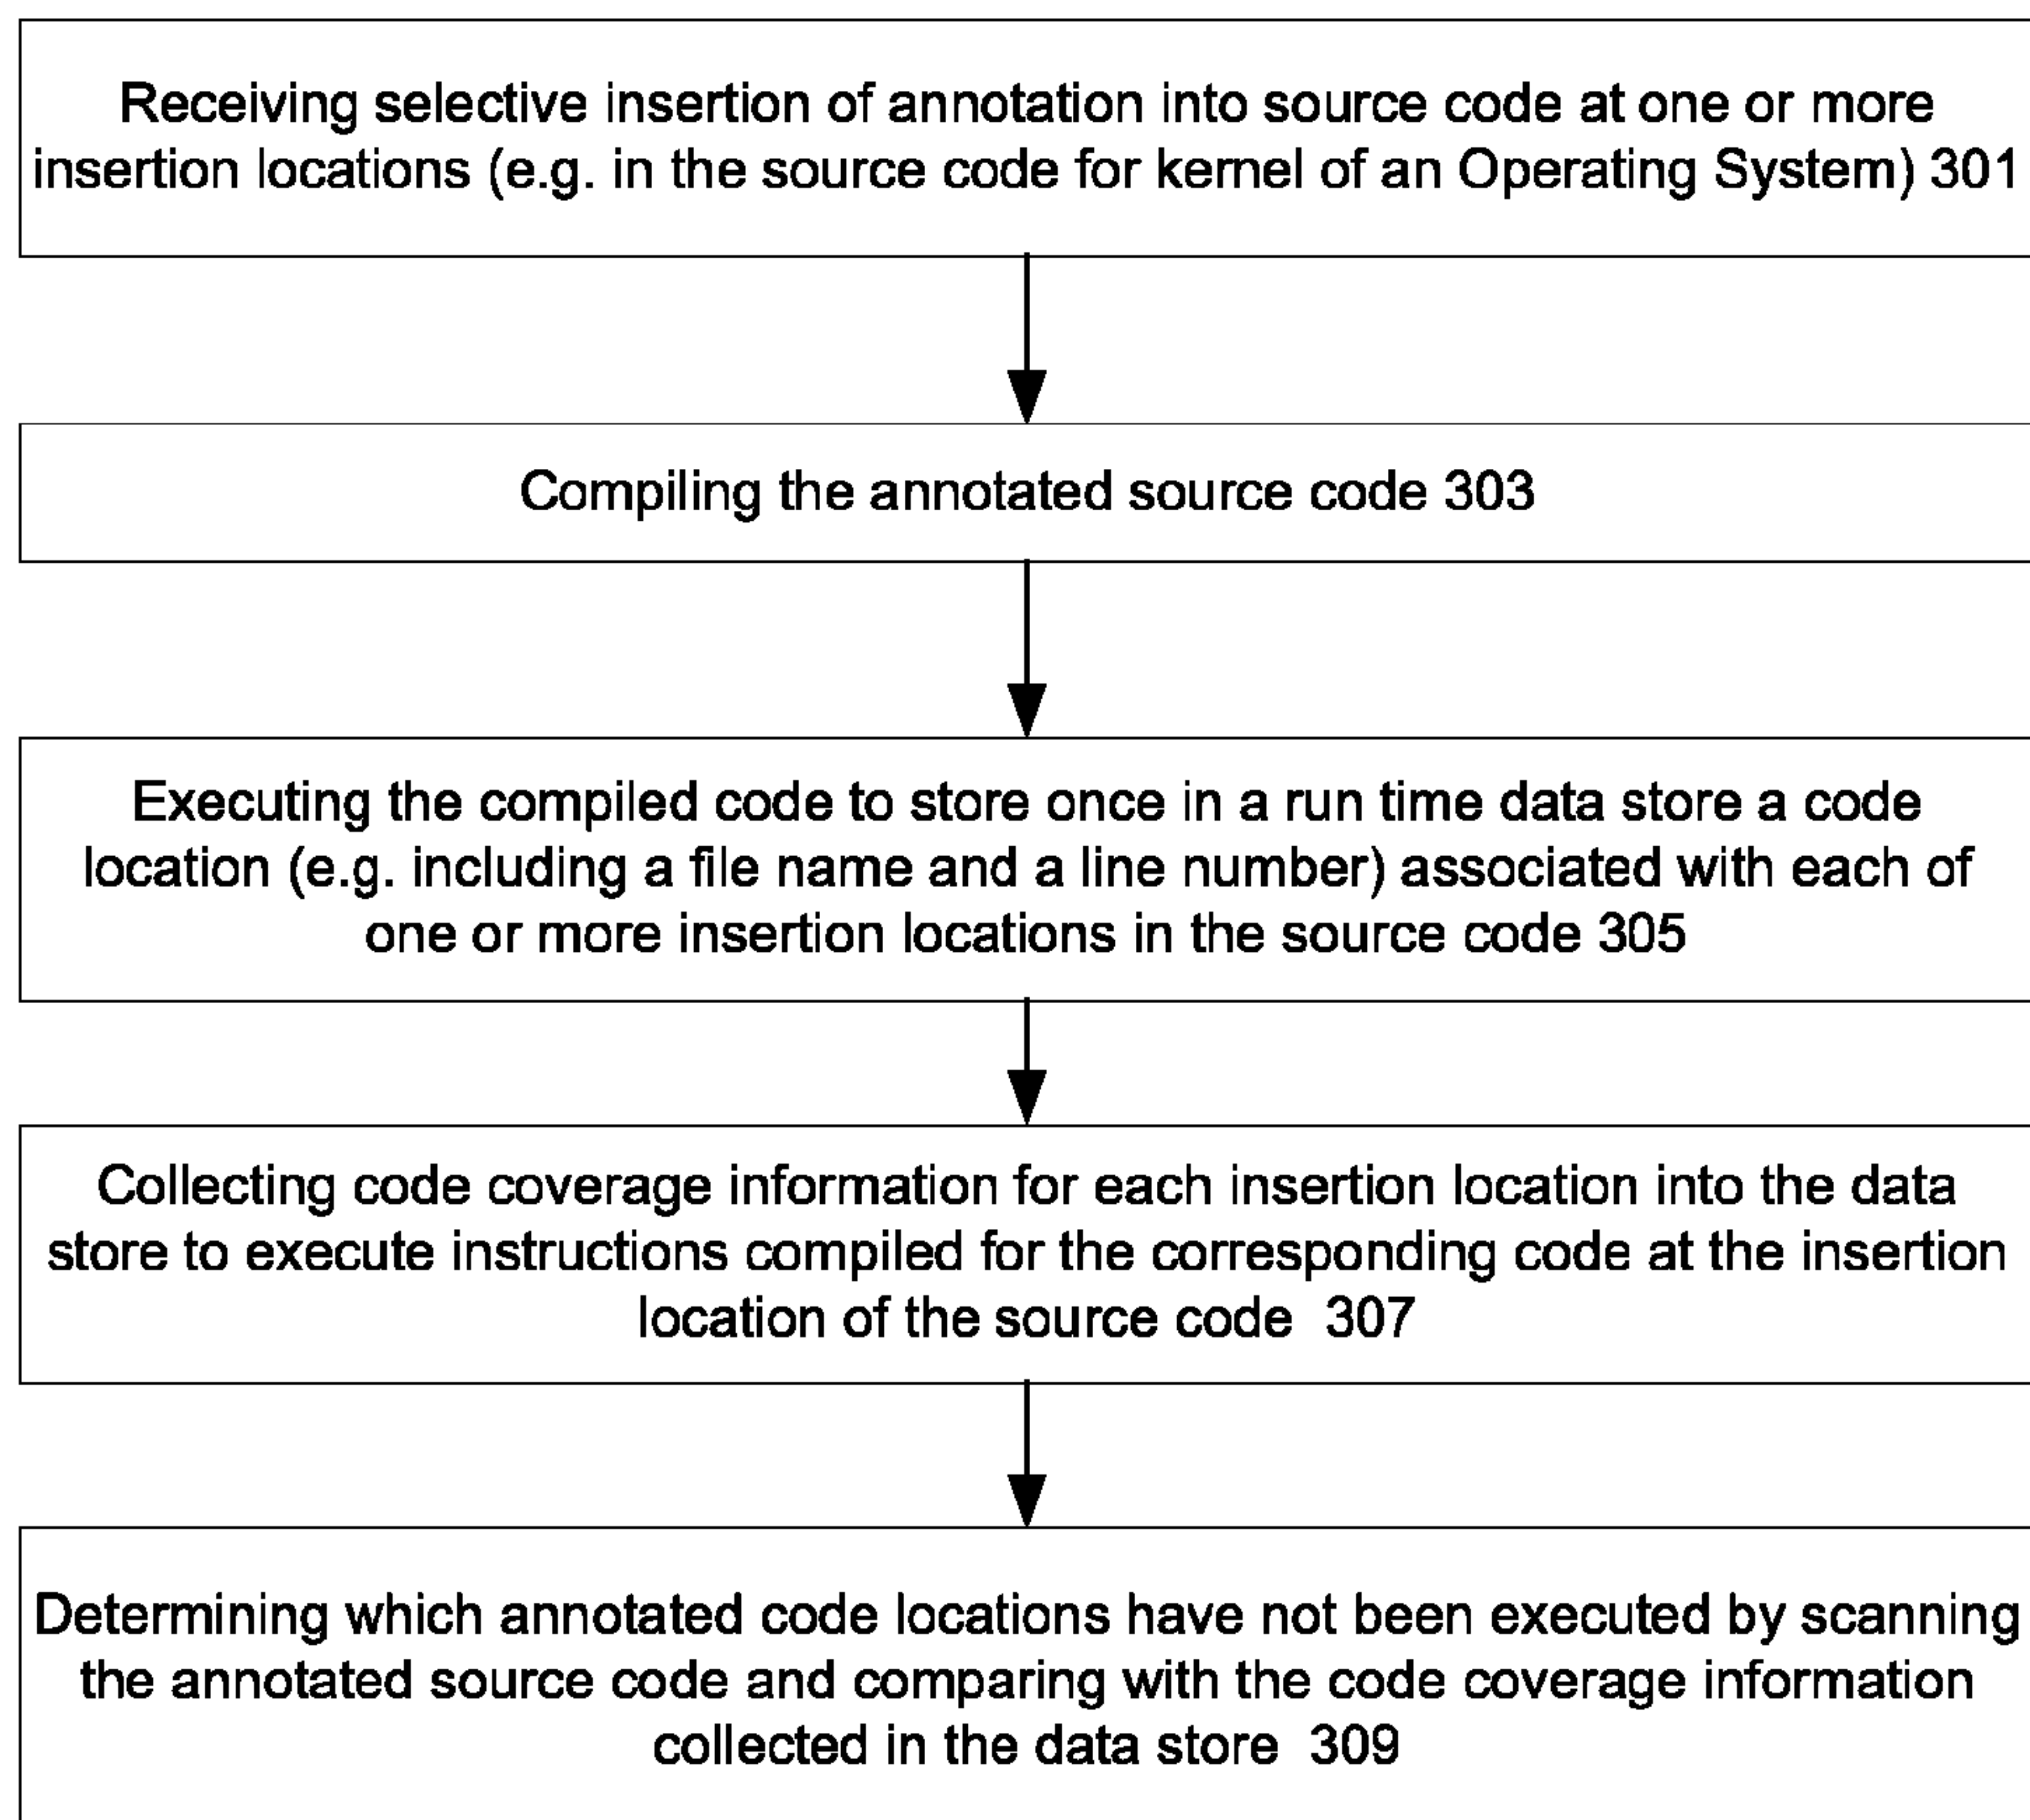 Receiving selective insertion of annotation into source code at one or more
insertion locations (e.g. in the source code for kernel of an Operating System) 301
Compiling the annotated source code 303
Executing the compiled code to store once in a run time data store a code
location (e.g. including a file name and a line number) associated with each of
one or more insertion locations in the source code 305
Collecting code coverage information for each insertion location into the data
store to execute instructions compiled for the corresponding code at the insertion
location of the source code 307
Determining which annotated code locations have not been executed by scanning
the annotated source code and comparing with the code coverage information
collected in the data store 309